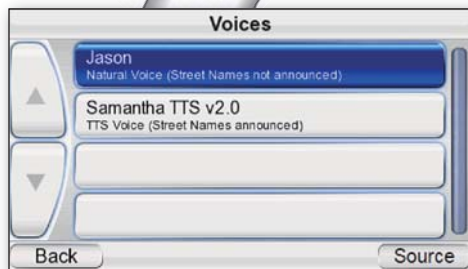 Voices
Jason
Natural Voice (Street Names not announced)
Samantha TTS v2.0
TTS Voice (Street Names announced)
Back
Source